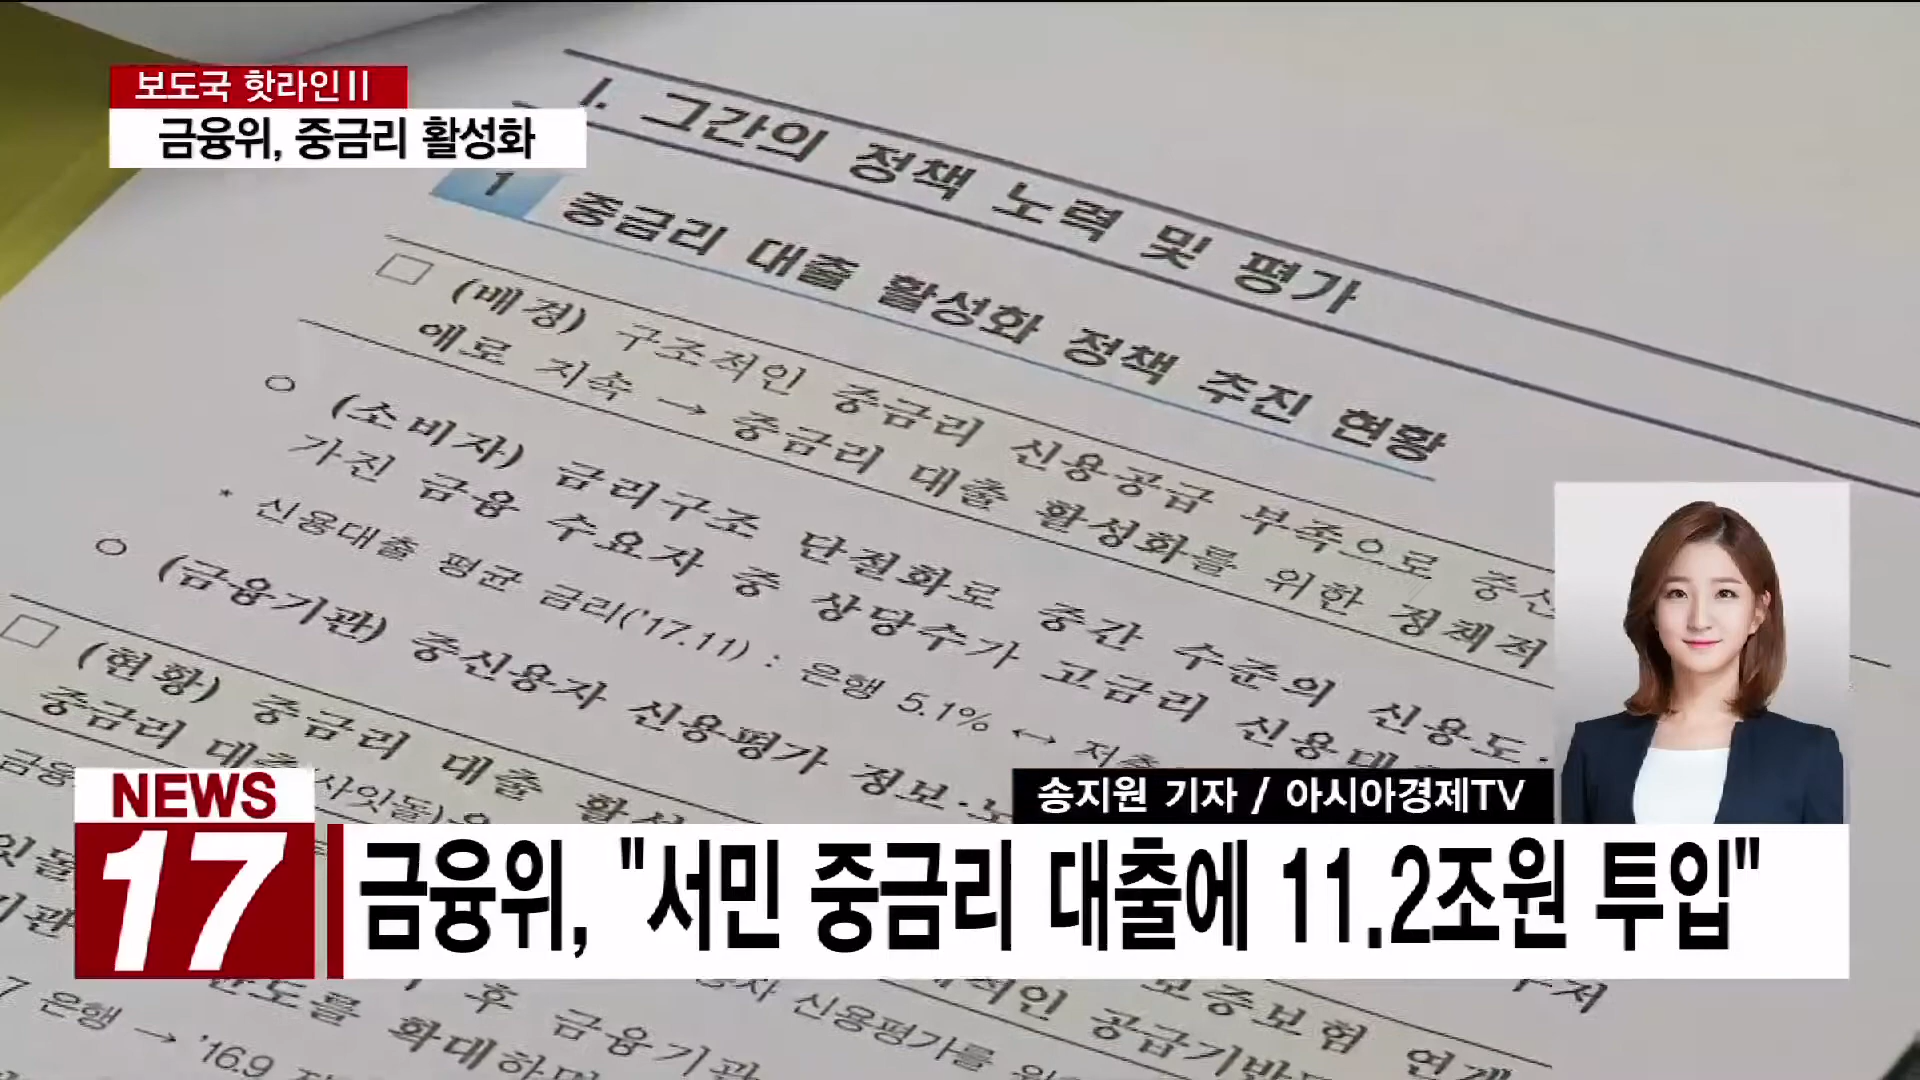 보도국 핫라인Ⅱ
금융위, 중금리 활성화
Ⅰ. 그간의 정책 노력 및 평가
1 중금리 대출 활성화 정책 추진 현황
□ (배경) 구조적인 중금리 신용공급 부족으로 중신
애로 지속 → 중금리 대출 활성화를 위한 정책적
○ (소비자) 금리구조 단절화로 중간 수준의 신용도·
가진 금융 수요자 중 상당수가 고금리 신용대
* 신용대출 평균 금리('17.11) : 은행 5.1% ↔ 저축
○ (금융기관) 중신용자 신용평가 정보·노
□ (현황) 중금리 대출 활성
중금리 대출(사잇돌)
송지원 기자 / 아시아경제TV
NEWS
17
금융위, "서민 중금리 대출에 11.2조원 투입"
후 금융기관
신용평가를
공급기반
보증보험 연계
7 은행 → '16.9